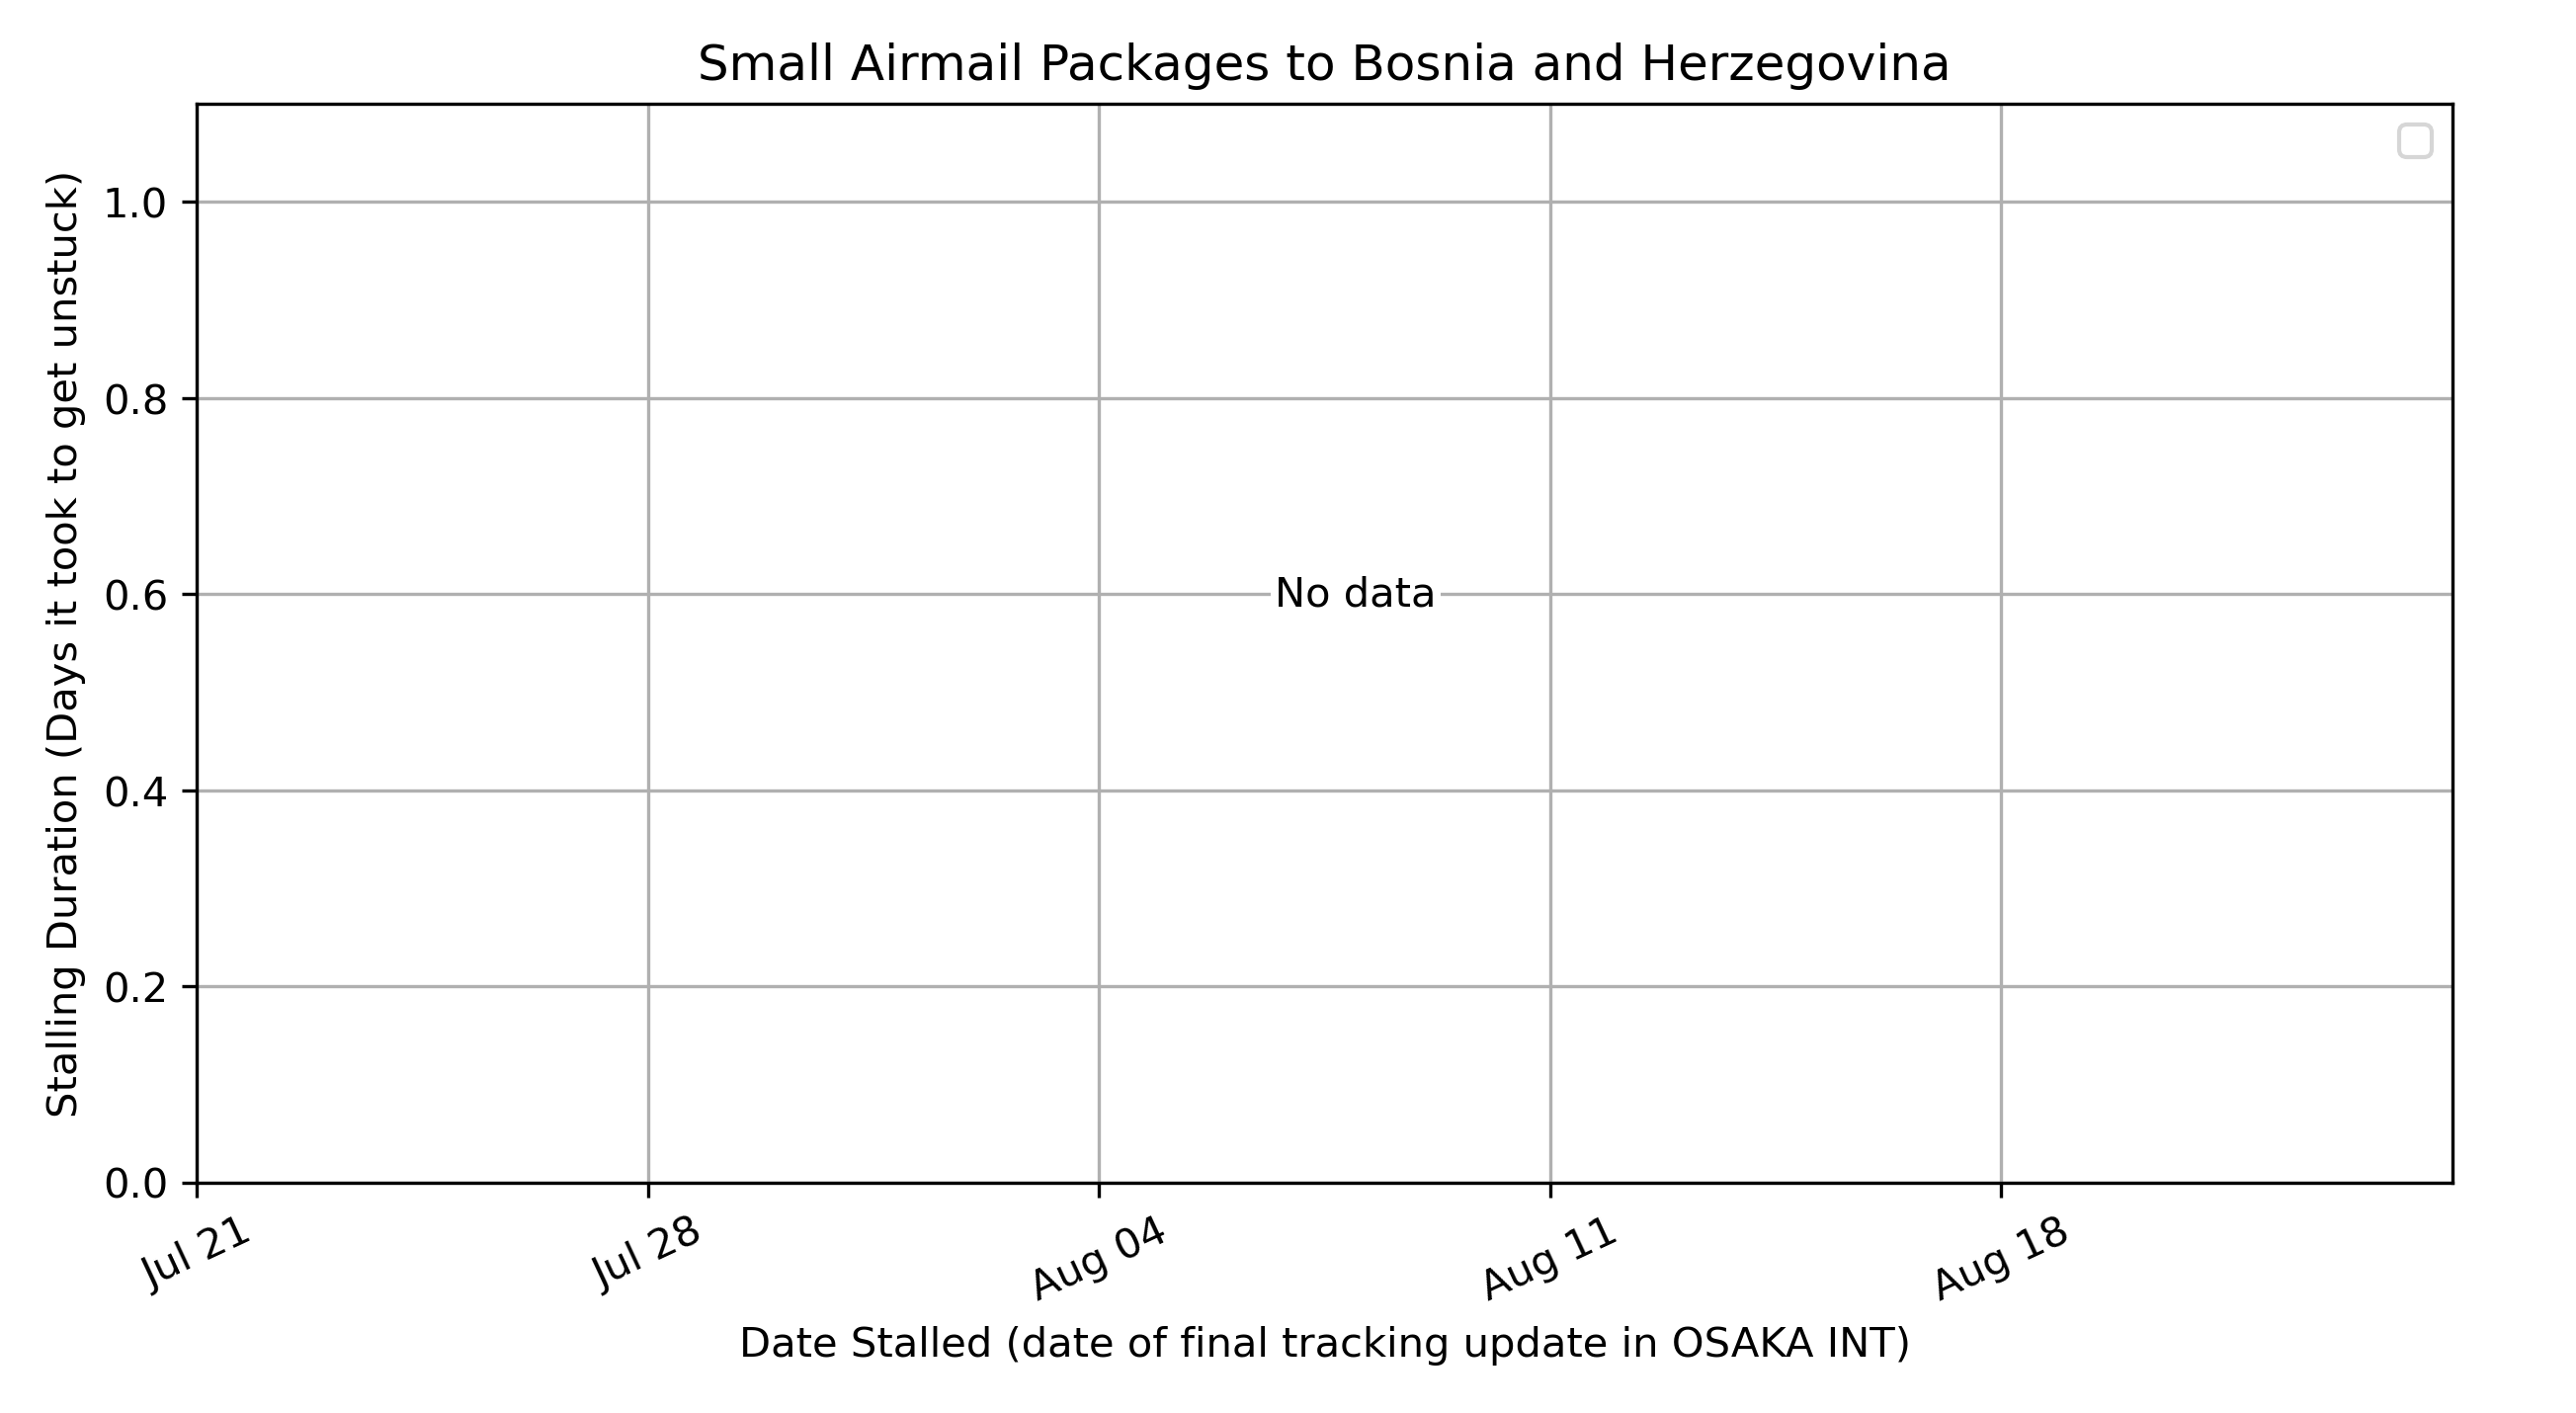 Small Airmail Packages to Bosnia and Herzegovina
Stalling Duration (Days it took to get unstuck)
1.0
0.8
0.6
0.4
0.2
0.0
No data
Jul 21
Jul 28
Aug 04
Aug 11
Aug 18
Date Stalled (date of final tracking update in OSAKA INT)